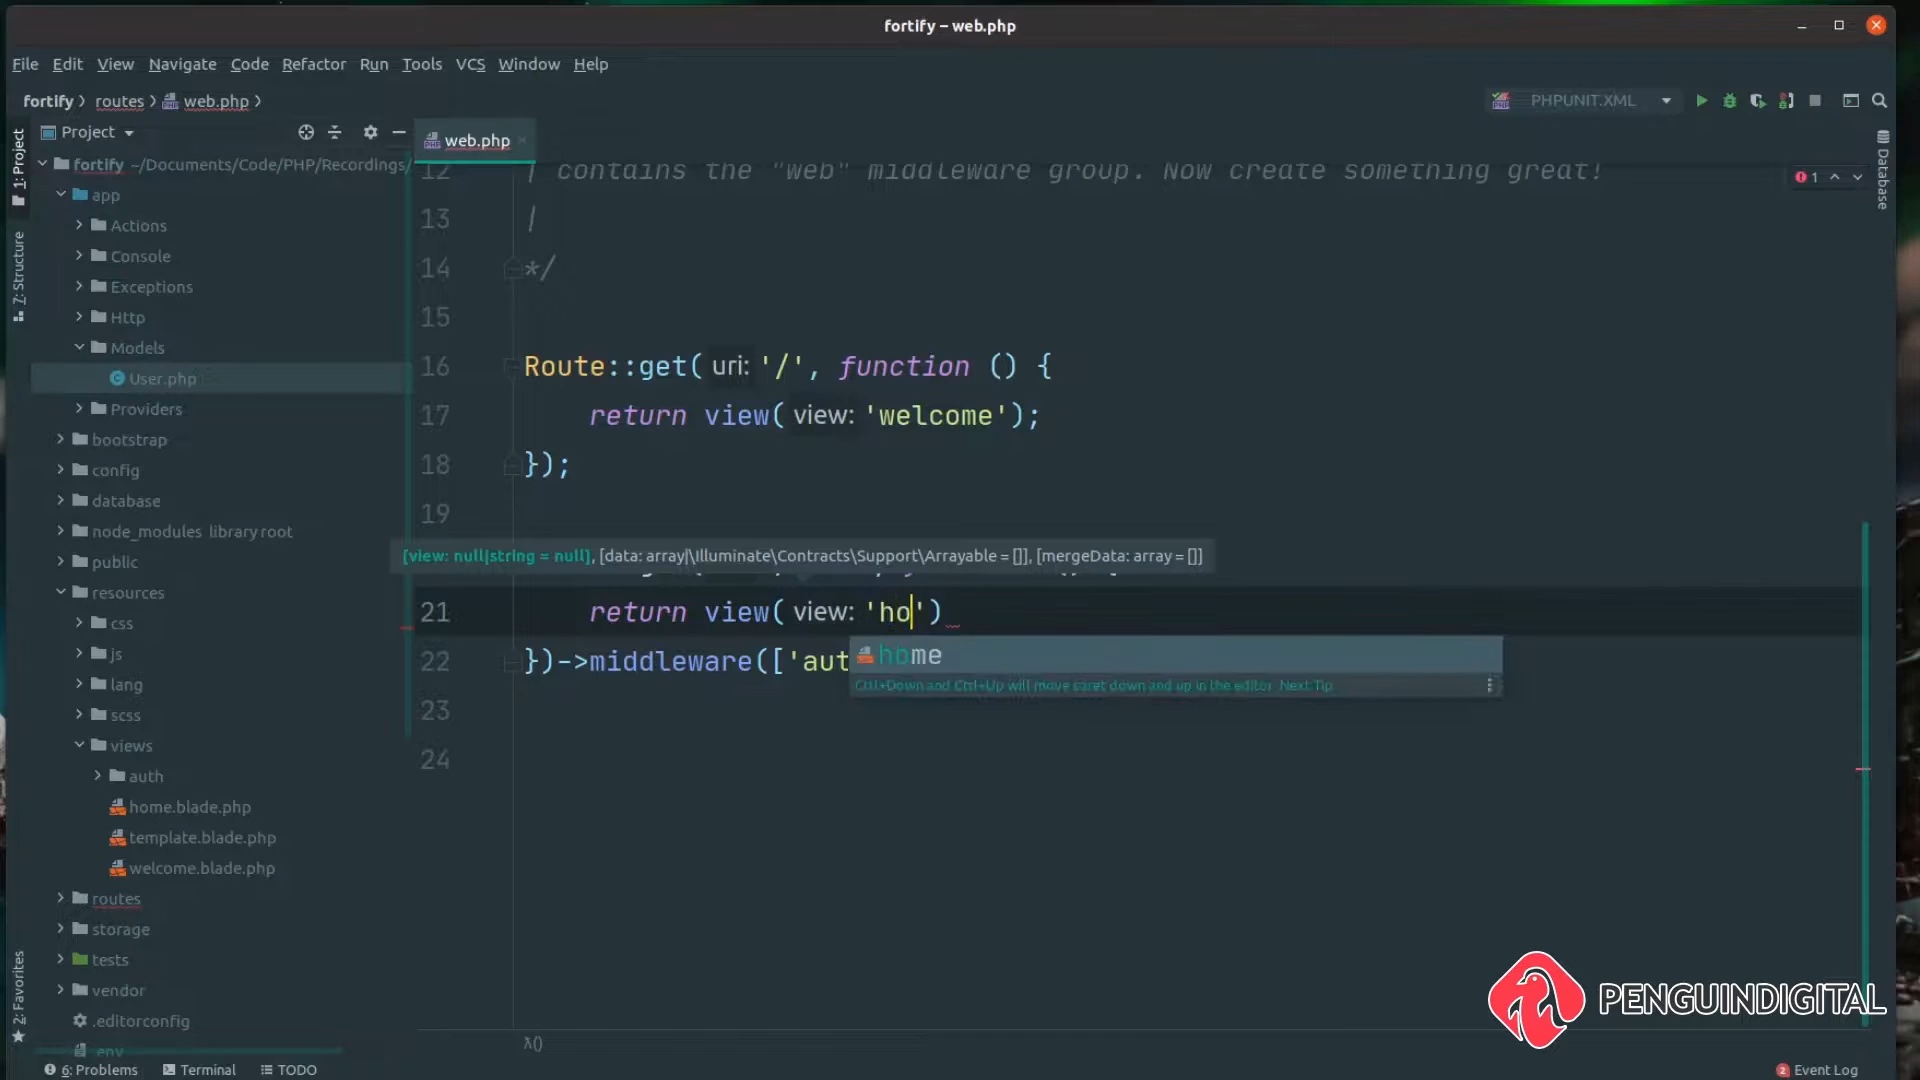 fortify – web.php
File Edit View Navigate Code Refactor Run Tools VCS Window Help
fortify routes web.php
PHPUNIT.XML
Project
web.php
1: Project
7: Structure
2: Favorites
Database
fortify ~/Documents/Code/PHP/Recordings/
app
Actions
Console
Exceptions
Http
Models
User.php
Providers
bootstrap
config
database
node_modules library root
public
resources
css
js
lang
scss
views
auth
home.blade.php
template.blade.php
welcome.blade.php
routes
storage
tests
vendor
.editorconfig
.env
12 | contains the "web" middleware group. Now create something great!
1
13 |
14 */
15
16 Route::get( uri: '/', function () {
17 return view( view: 'welcome');
18 });
19
[view: null|string = null], [data: array|\Illuminate\Contracts\Support\Arrayable = []], [mergeData: array = []]
21 return view( view: 'ho')
22 })->middleware(['aut
home
Ctrl+Down and Ctrl+Up will move caret down and up in the editor Next Tip
23
24
λ()
PENGUINDIGITAL
6: Problems Terminal TODO
2 Event Log